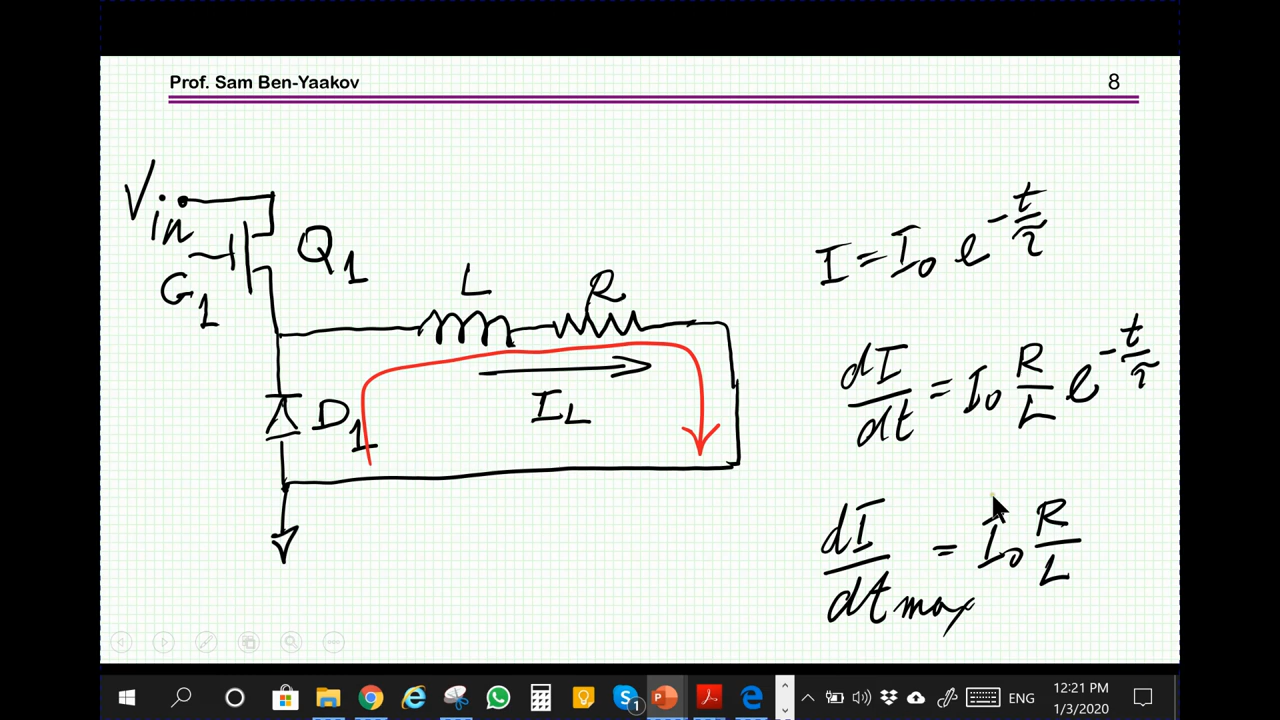 Prof. Sam Ben-Yaakov
8
Vin
G1
Q1
L
R
IL
D1
I = I0 e^-t/τ
dI/dt = I0 R/L e^-t/τ
dI/dt max = I0 R/L
1
ENG
12:21 PM
1/3/2020